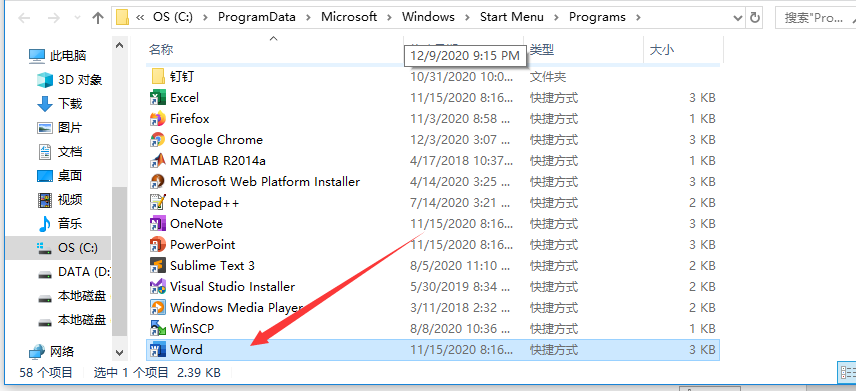 « OS (C:) › ProgramData › Microsoft › Windows › Start Menu › Programs › 搜索"Pro...
此电脑
3D 对象
下载
图片
文档
桌面
视频
音乐
OS (C:)
DATA (D:
本地磁盘
本地磁盘
网络
名称 类型 大小
12/9/2020 9:15 PM
钉钉 10/31/2020 10:0... 文件夹
Excel 11/15/2020 8:16... 快捷方式 3 KB
Firefox 11/3/2020 8:58 ... 快捷方式 1 KB
Google Chrome 12/3/2020 3:07 ... 快捷方式 3 KB
MATLAB R2014a 4/17/2018 10:37... 快捷方式 1 KB
Microsoft Web Platform Installer 4/14/2020 3:25 ... 快捷方式 3 KB
Notepad++ 7/14/2020 3:21 ... 快捷方式 2 KB
OneNote 11/15/2020 8:16... 快捷方式 3 KB
PowerPoint 11/15/2020 8:16... 快捷方式 3 KB
Sublime Text 3 8/5/2020 11:10 ... 快捷方式 2 KB
Visual Studio Installer 5/30/2019 8:34 ... 快捷方式 2 KB
Windows Media Player 3/11/2018 2:32 ... 快捷方式 2 KB
WinSCP 8/8/2020 10:36 ... 快捷方式 1 KB
Word 11/15/2020 8:16... 快捷方式 3 KB
58 个项目 选中 1 个项目 2.39 KB